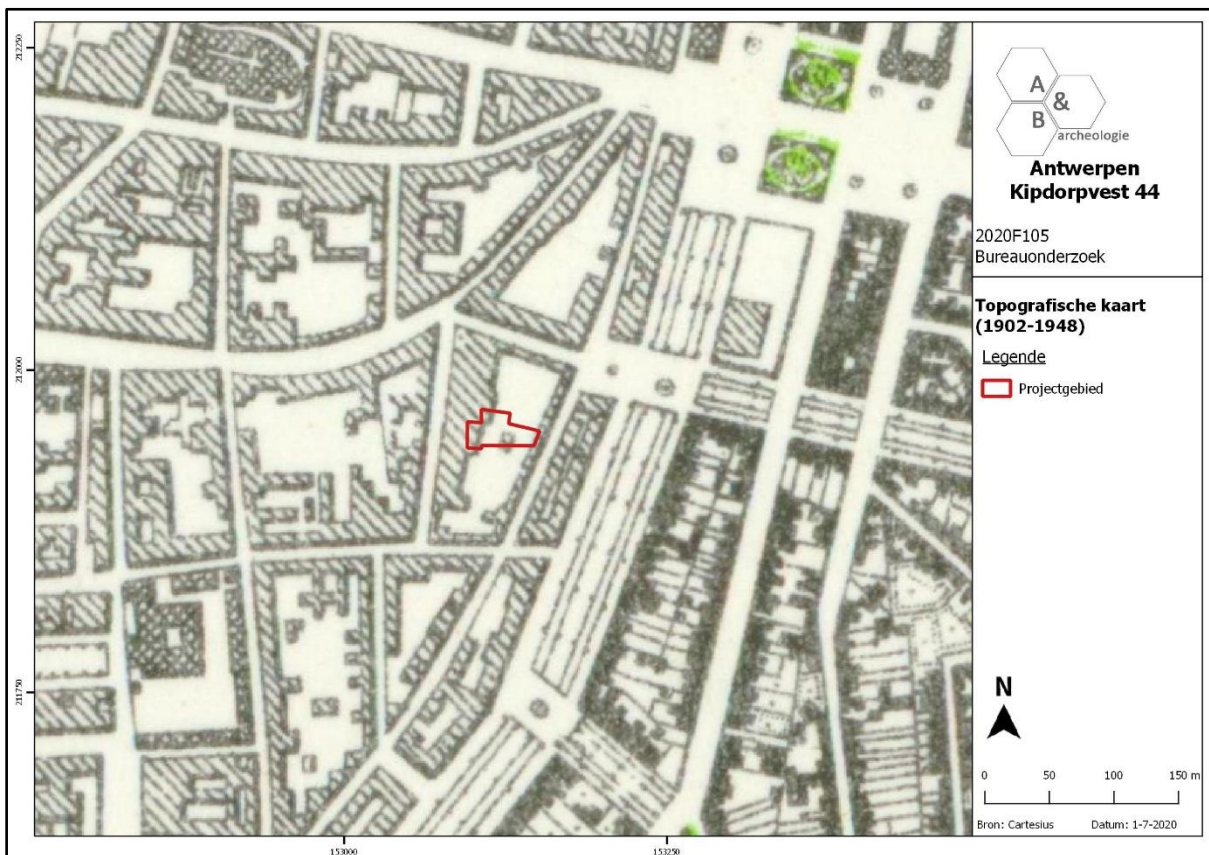 212250
212000
211750
153000
153250
A
&
B
archeologie
Antwerpen
Kipdorpvest 44
2020F105
Bureauonderzoek
Topografische kaart
(1902-1948)
Legende
Projectgebied
N
0 50 100 150 m
Bron: Cartesius Datum: 1-7-2020